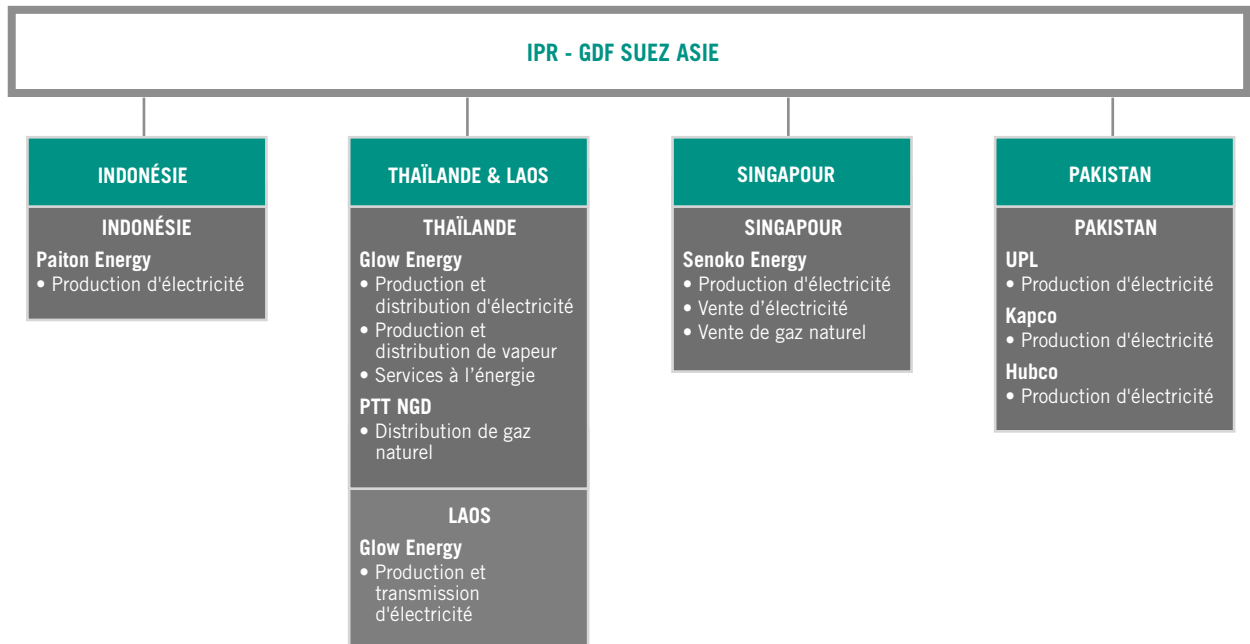 IPR - GDF SUEZ ASIE
INDONÉSIE
INDONÉSIE
Paiton Energy
• Production d'électricité
THAÏLANDE & LAOS
THAÏLANDE
Glow Energy
• Production et
distribution d'électricité
• Production et
distribution de vapeur
• Services à l’énergie
PTT NGD
• Distribution de gaz
naturel
LAOS
Glow Energy
• Production et
transmission
d'électricité
SINGAPOUR
SINGAPOUR
Senoko Energy
• Production d'électricité
• Vente d’électricité
• Vente de gaz naturel
PAKISTAN
PAKISTAN
UPL
• Production d'électricité
Kapco
• Production d'électricité
Hubco
• Production d'électricité